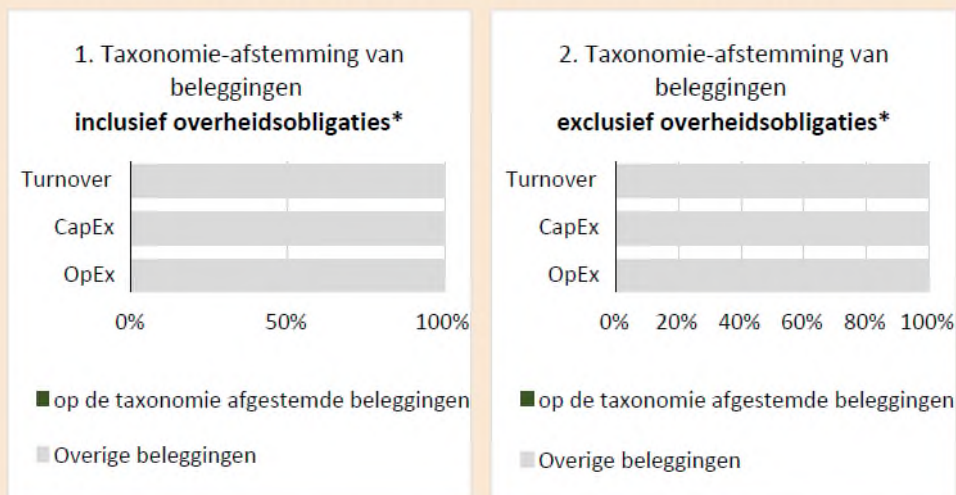 1. Taxonomie-afstemming van
beleggingen
inclusief overheidsobligaties*
Turnover
CapEx
OpEx
0% 50% 100%
op de taxonomie afgestemde beleggingen
Overige beleggingen
2. Taxonomie-afstemming van
beleggingen
exclusief overheidsobligaties*
Turnover
CapEx
OpEx
0% 20% 40% 60% 80% 100%
op de taxonomie afgestemde beleggingen
Overige beleggingen